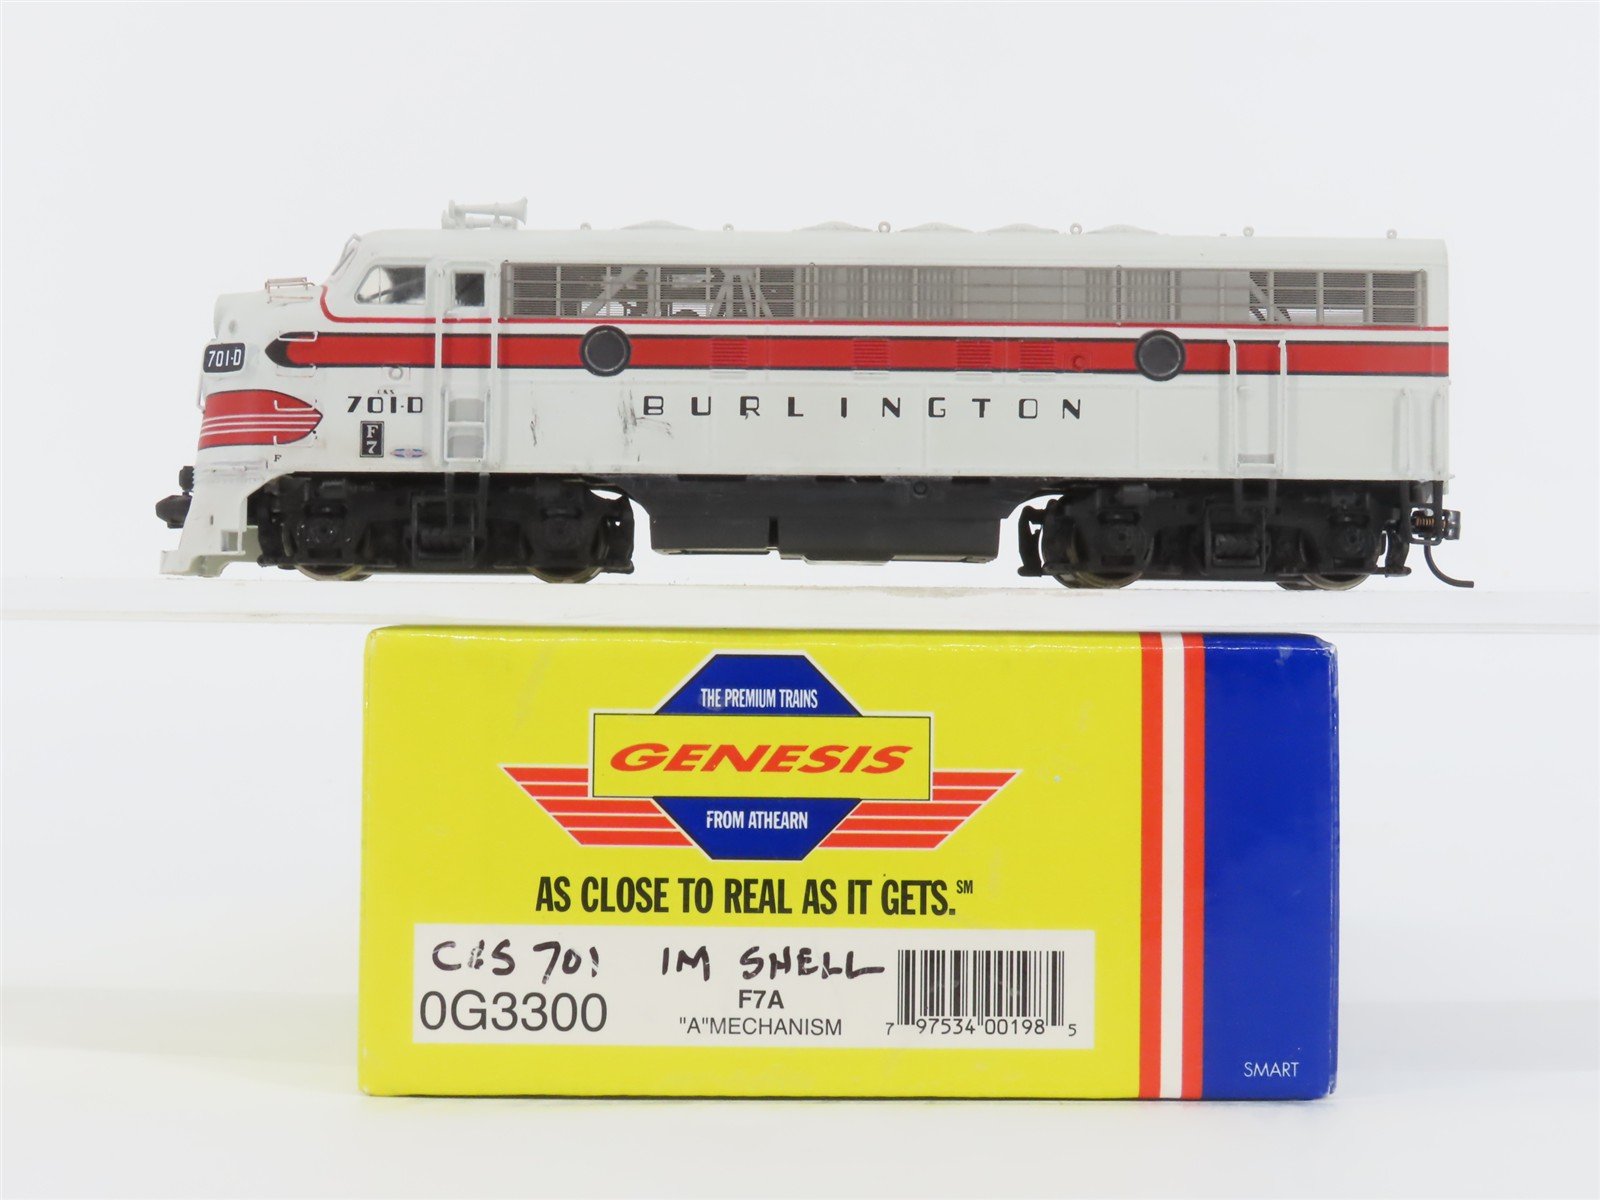 701-D
C&S
701-D
BURLINGTON
F
7
F
THE PREMIUM TRAINS
GENESIS
FROM ATHEARN
AS CLOSE TO REAL AS IT GETS.℠
C&S 701 IM SHELL
0G3300
F7A
"A"MECHANISM
7 97534 00198 5
SMART